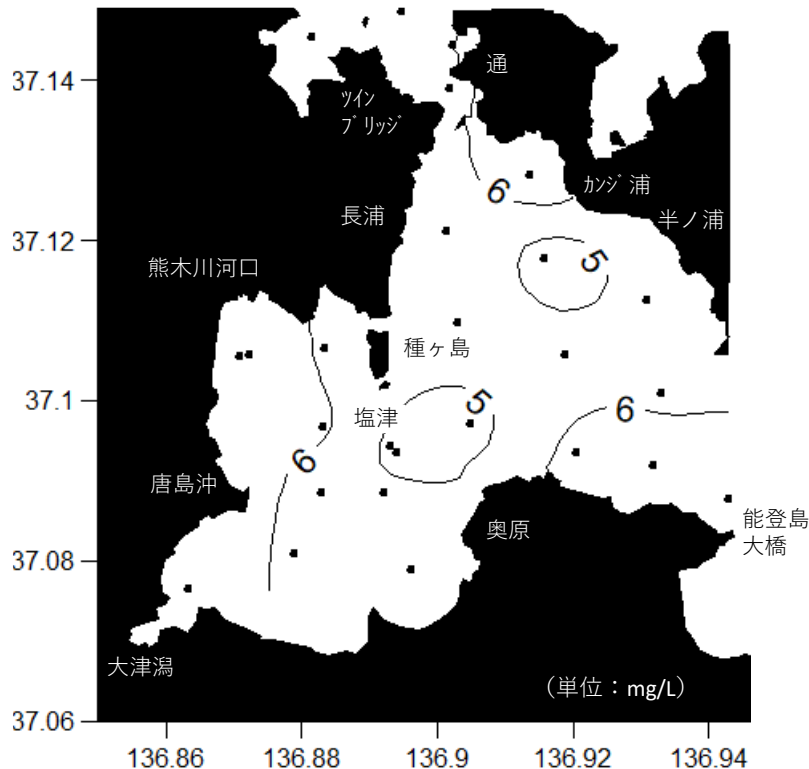 37.14
37.12
37.1
37.08
37.06
136.86
136.88
136.9
136.92
136.94
通
ﾂｲﾝ
ﾌﾞﾘｯｼﾞ
ｶﾝｼﾞ浦
長浦
半ノ浦
熊木川河口
種ヶ島
塩津
唐島沖
奥原
能登島
大橋
大津潟
(単位：mg/L)
6
5
5
6
6